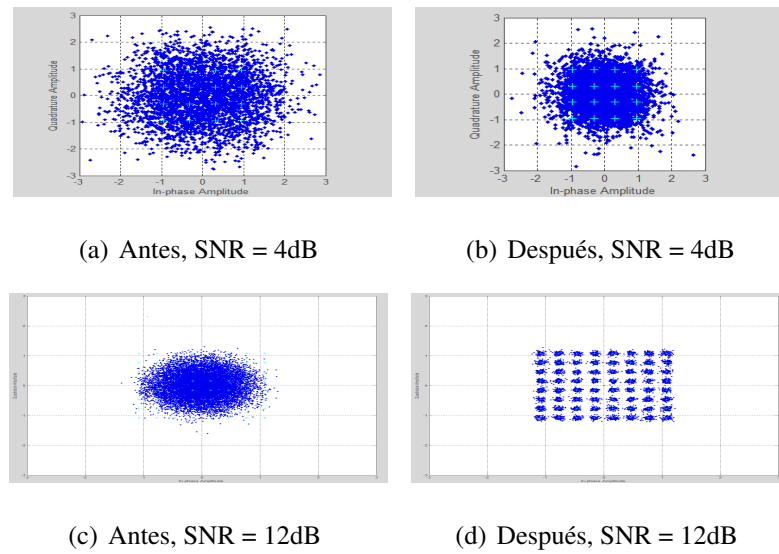 3
2
1
0
-1
-2
-3
-3 -2 -1 0 1 2 3
Quadrature Amplitude
In-phase Amplitude
3
2
1
0
-1
-2
-3
-3 -2 -1 0 1 2 3
Quadrature Amplitude
In-phase Amplitude
(a) Antes, SNR = 4dB
(b) Después, SNR = 4dB
(c) Antes, SNR = 12dB
(d) Después, SNR = 12dB